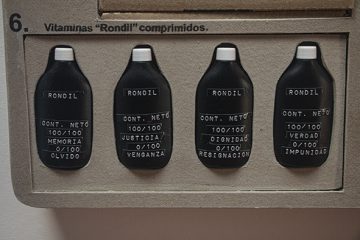 6. Vitaminas "Rondil" comprimidos.
RONDIL
CONT. NETO
100/100
MEMORIA
0/100
OLVIDO
RONDIL
CONT. NETO
100/100
JUSTICIA
0/100
VENGANZA
RONDIL
CONT. NETO
100/100
DIGNIDAD
0/100
RESIGNACION
RONDIL
CONT. NETO
100/100
VERDAD
0/100
IMPUNIDAD